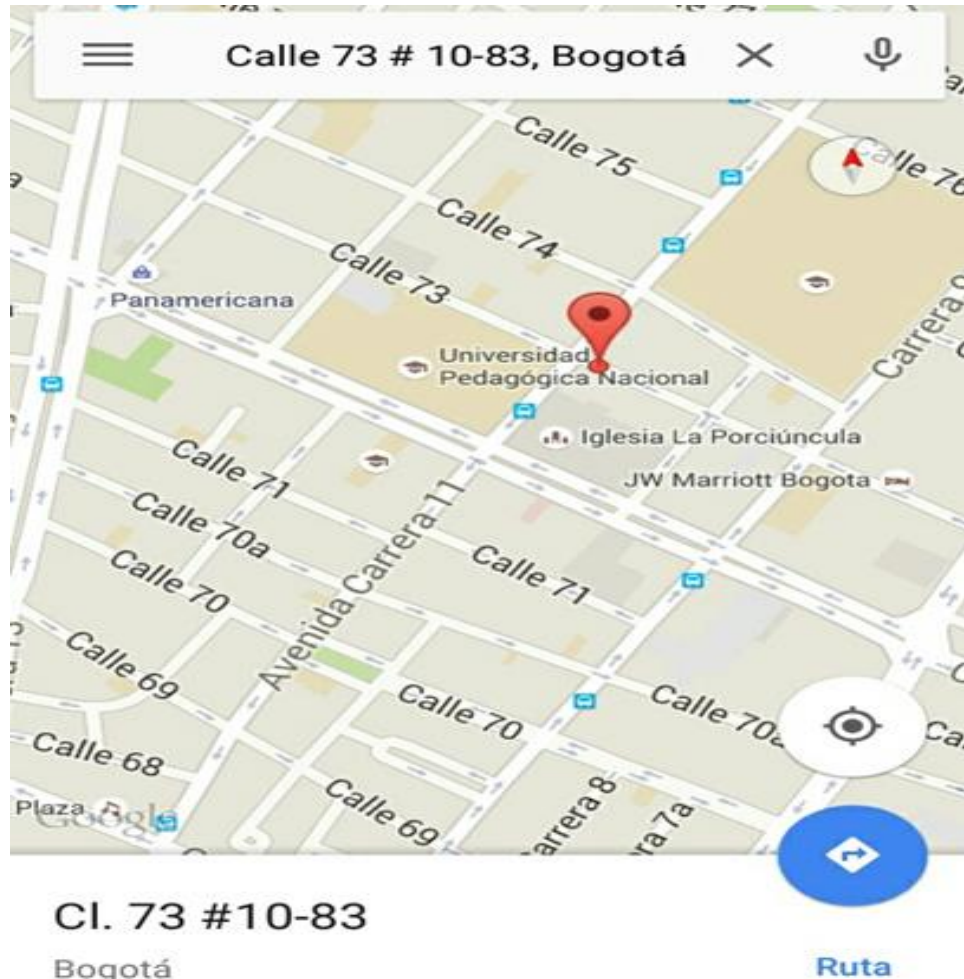 Calle 73 # 10-83, Bogotá
Calle 75
Calle 76
Calle 74
Calle 73
Panamericana
Universidad
Pedagógica Nacional
Carrera 9
Iglesia La Porciúncula
JW Marriott Bogota
Calle 71
Calle 70a
Calle 71
Calle 70
Avenida Carrera 11
Calle 69
Calle 70
Calle 70a
Calle 68
Plaza
Google
Calle 69
Carrera 8
Cl. 73 #10-83
Bogotá
Ruta